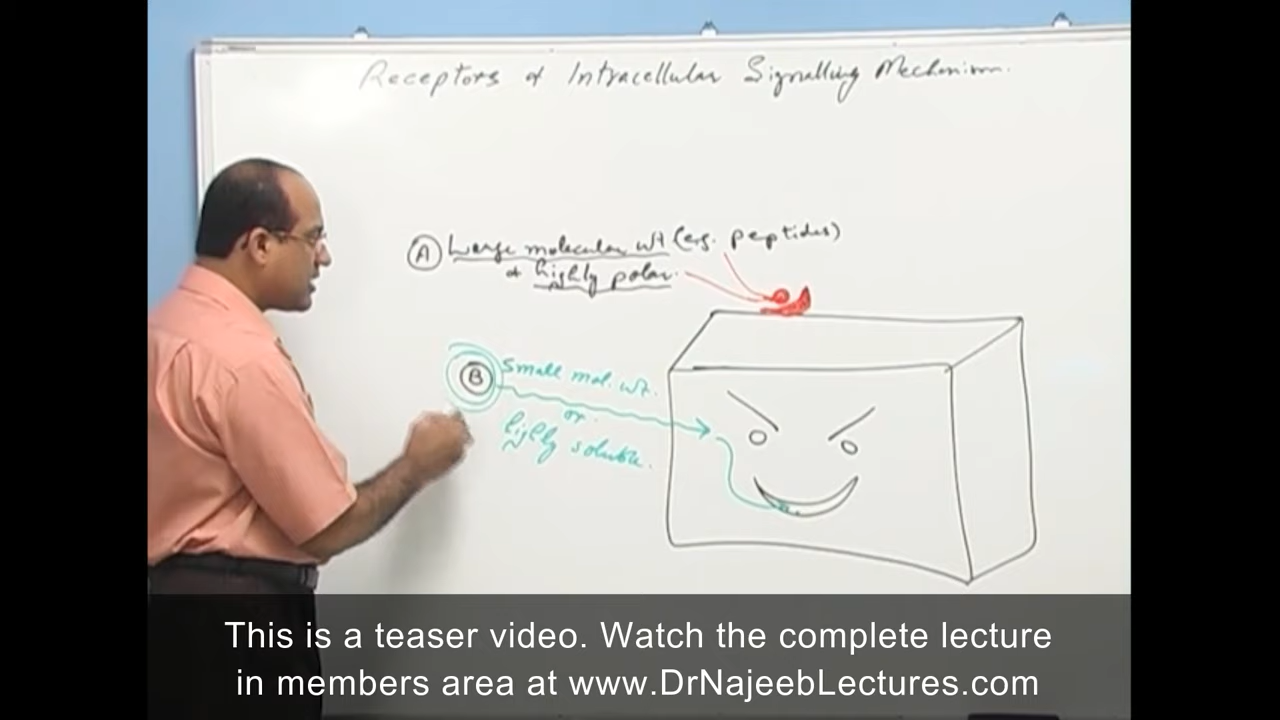 Receptors & Intracellular Signalling Mechanism.
A Large molecular wt (e.g. peptides)
& highly polar.
B Small mol. wt.
or
highly soluble.
This is a teaser video. Watch the complete lecture
in members area at www.DrNajeebLectures.com